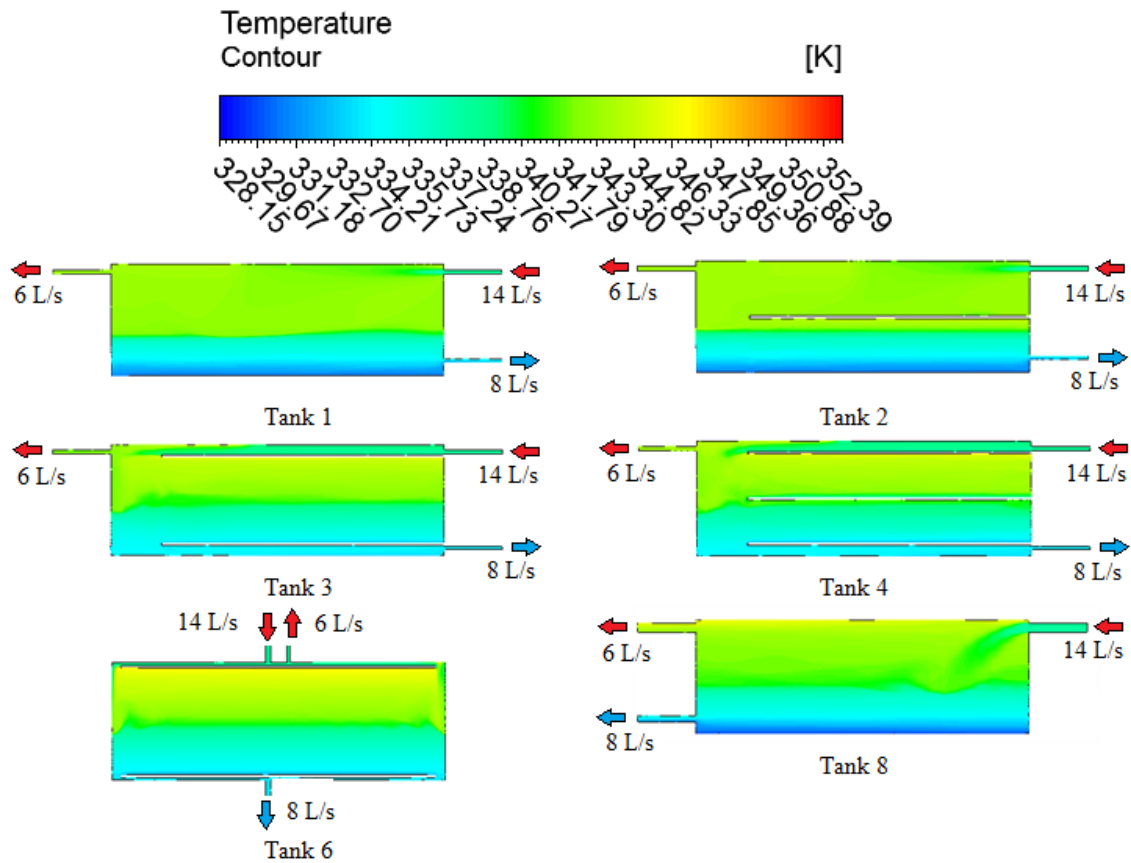 Temperature
Contour [K]
328.15 329.67 331.18 332.70 334.21 335.73 337.24 338.76 340.27 341.79 343.30 344.82 346.33 347.85 349.36 350.88 352.39
6 L/s 14 L/s 6 L/s 14 L/s
8 L/s 8 L/s
Tank 1 Tank 2
6 L/s 14 L/s 6 L/s 14 L/s
8 L/s 8 L/s
Tank 3 Tank 4
14 L/s 6 L/s
6 L/s 14 L/s
8 L/s
Tank 8
8 L/s
Tank 6